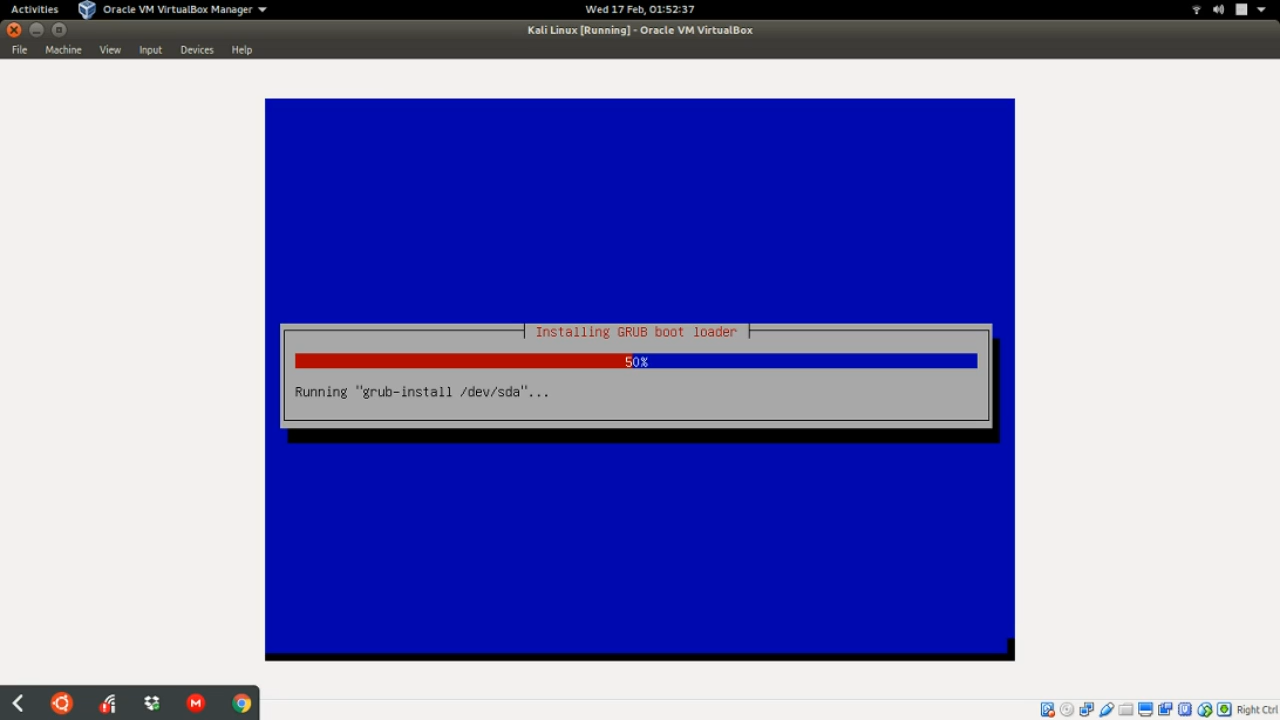 Activities Oracle VM VirtualBox Manager Wed 17 Feb, 01:52:37
Kali Linux [Running] - Oracle VM VirtualBox
File Machine View Input Devices Help
Installing GRUB boot loader
50%
Running "grub-install /dev/sda"...
Right Ctrl